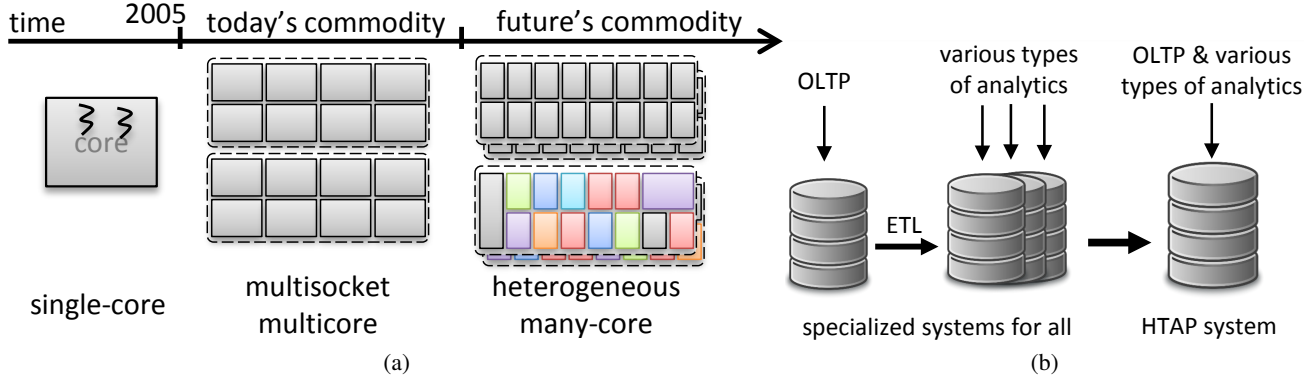 time 2005 today's commodity future's commodity
core
single-core
multisocket
multicore
heterogeneous
many-core
(a)
OLTP
various types
of analytics
OLTP & various
types of analytics
ETL
specialized systems for all
HTAP system
(b)